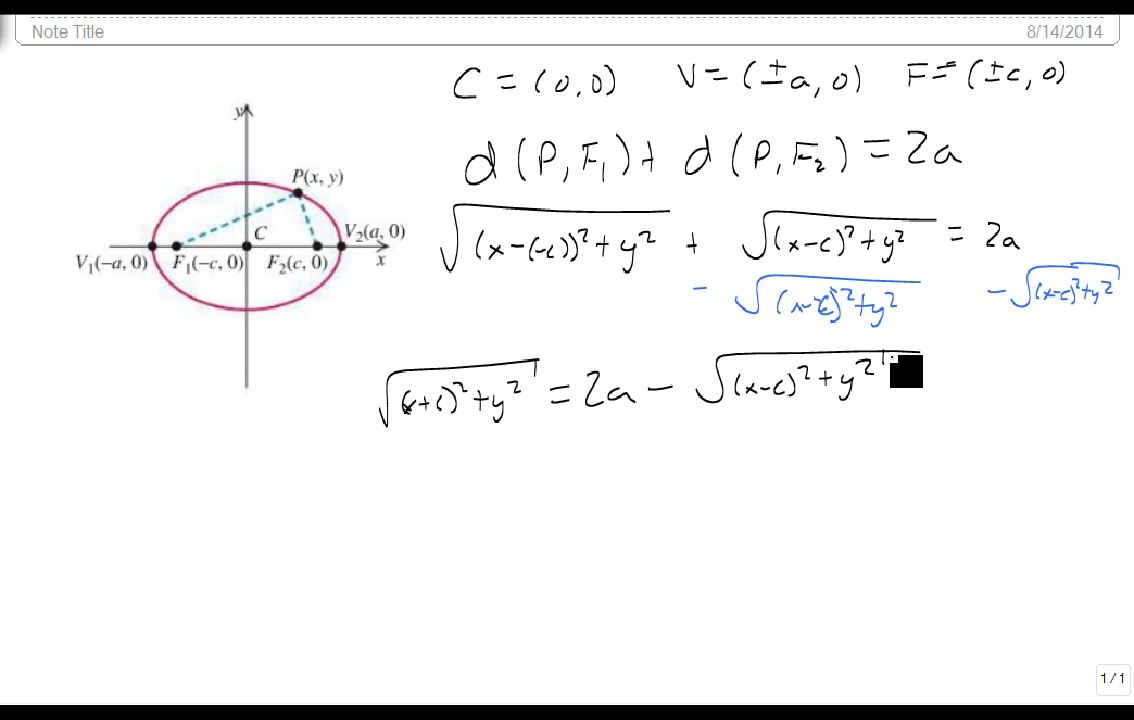 Note Title 8/14/2014
C = (0,0) V = (±a, 0) F = (±c, 0)
d(P, F₁) + d(P, F₂) = 2a
√((x-(-c))² + y²) + √((x-c)² + y²) = 2a
- √((x-c)² + y²) - √((x-c)² + y²)
√((x+c)² + y²) = 2a - √((x-c)² + y²)
y
P(x, y)
C V₂(a, 0)
V₁(−a, 0) F₁(−c, 0) F₂(c, 0) x
1/1